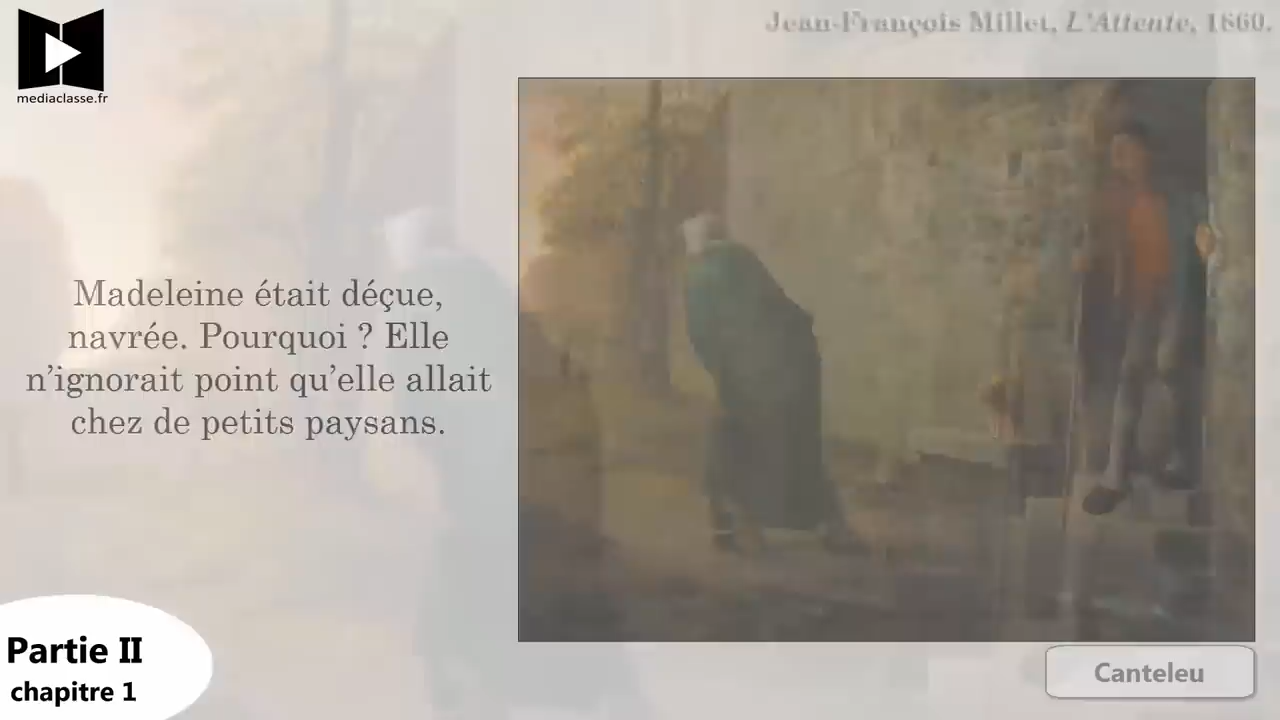 mediaclasse.fr
Jean-François Millet, L'Attente, 1860.
Madeleine était déçue,
navrée. Pourquoi ? Elle
n'ignorait point qu'elle allait
chez de petits paysans.
Partie II
chapitre 1
Canteleu